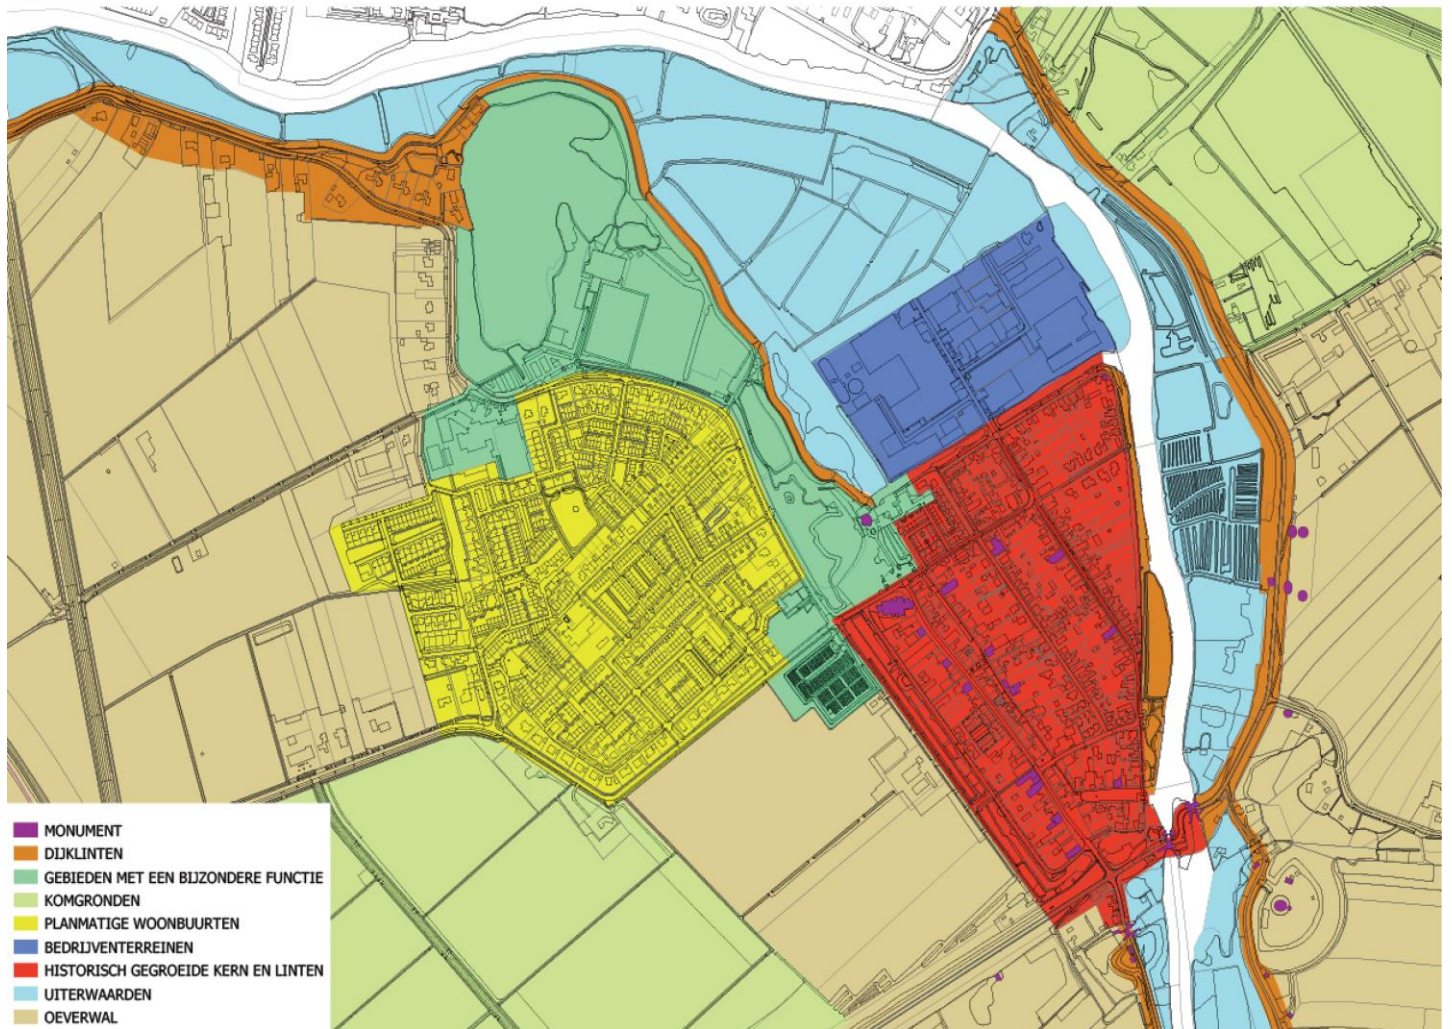 MONUMENT
DIJKLINTEN
GEBIEDEN MET EEN BIJZONDERE FUNCTIE
KOMGRONDEN
PLANMATIGE WOONBUURTEN
BEDRIJVENTERREINEN
HISTORISCH GEGROEIDE KERN EN LINTEN
UITERWAARDEN
OEVERWAL